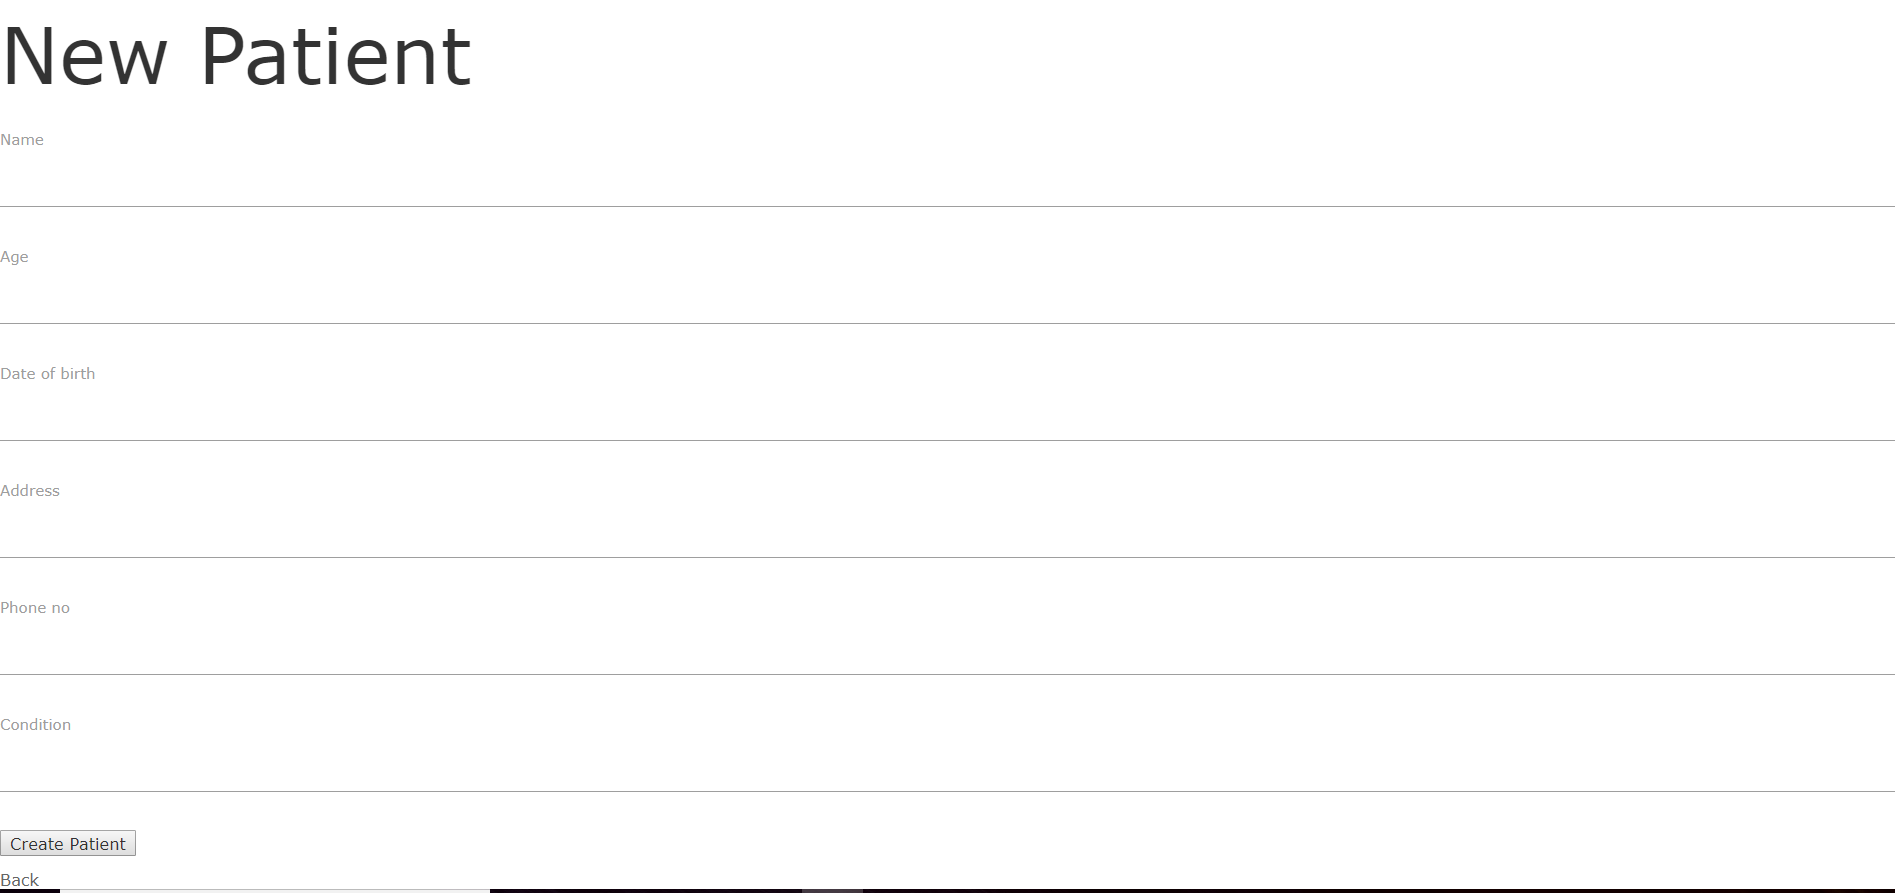 New Patient
Name
Age
Date of birth
Address
Phone no
Condition
Create Patient
Back